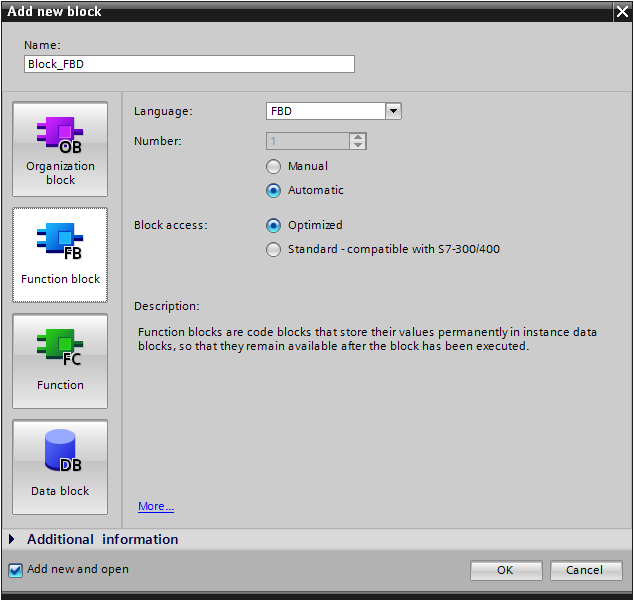 Add new block
Name:
Block_FBD
OB
Organization
block
FB
Function block
FC
Function
DB
Data block
Language:
FBD
Number:
1
Manual
Automatic
Block access:
Optimized
Standard - compatible with S7-300/400
Description:
Function blocks are code blocks that store their values permanently in instance data
blocks, so that they remain available after the block has been executed.
More...
Additional information
Add new and open
OK
Cancel